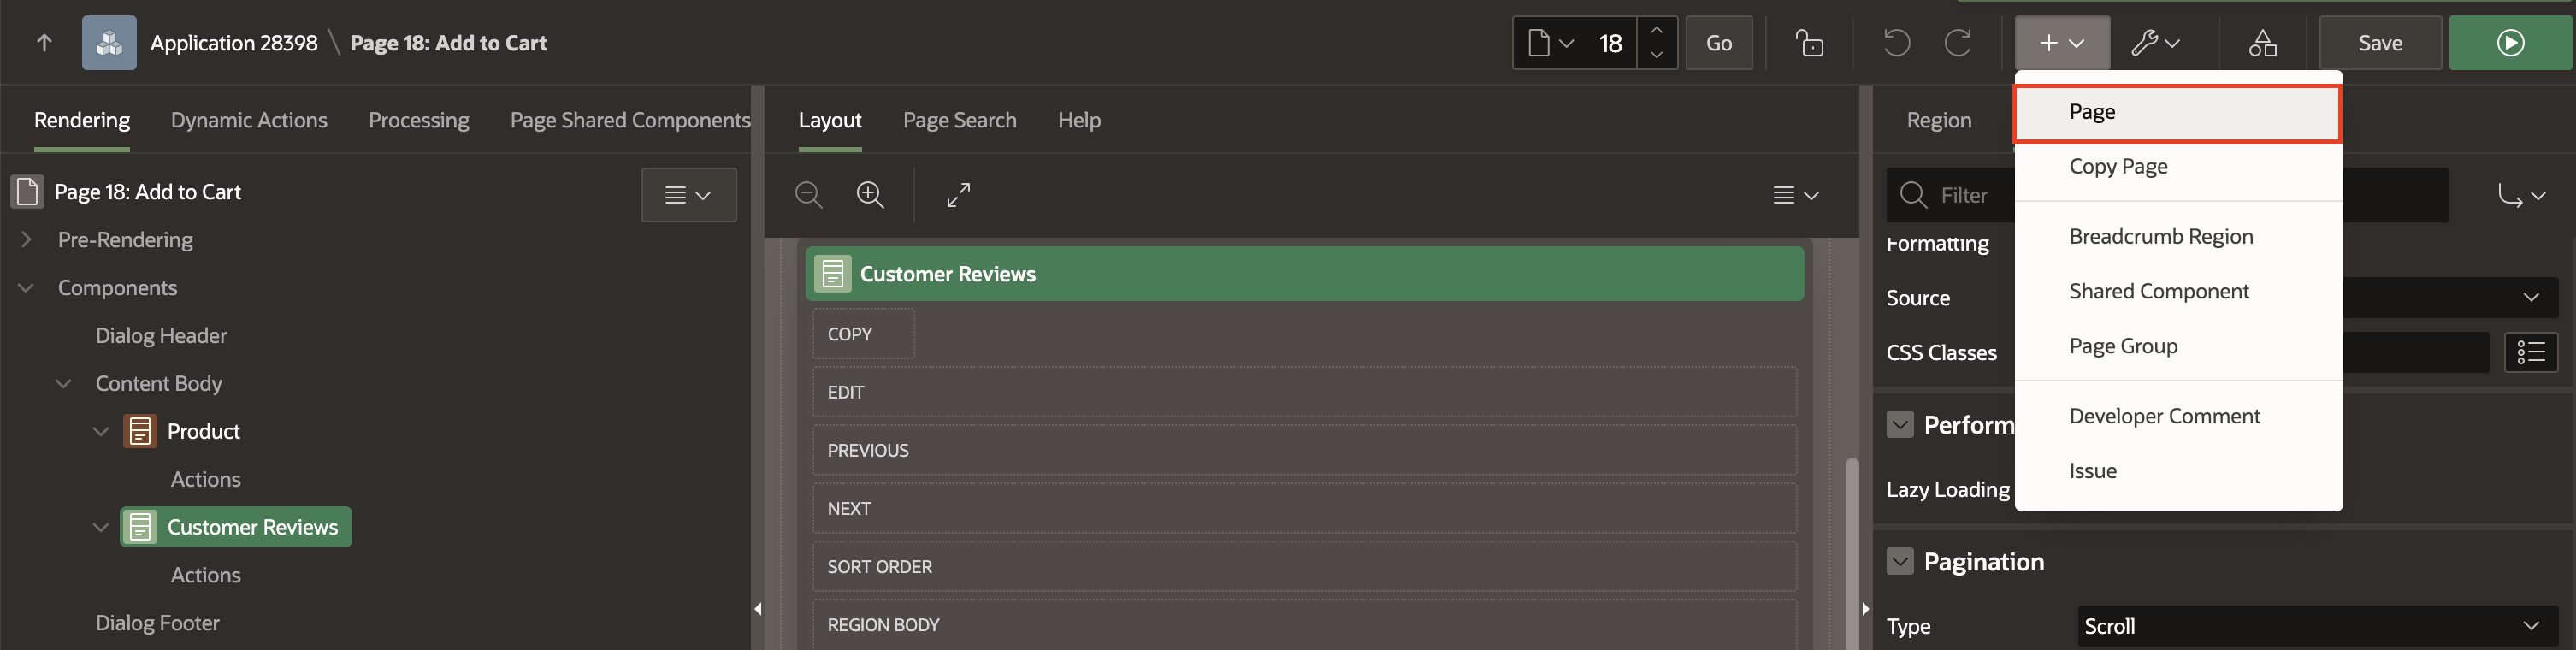 Application 28398 \ Page 18: Add to Cart
18
Go
Save
Rendering
Dynamic Actions
Processing
Page Shared Components
Page 18: Add to Cart
Pre-Rendering
Components
Dialog Header
Content Body
Product
Actions
Customer Reviews
Actions
Dialog Footer
Layout
Page Search
Help
Customer Reviews
COPY
EDIT
PREVIOUS
NEXT
SORT ORDER
REGION BODY
Region
Filter
Formatting
Source
CSS Classes
Perform
Lazy Loading
Pagination
Type
Scroll
Page
Copy Page
Breadcrumb Region
Shared Component
Page Group
Developer Comment
Issue